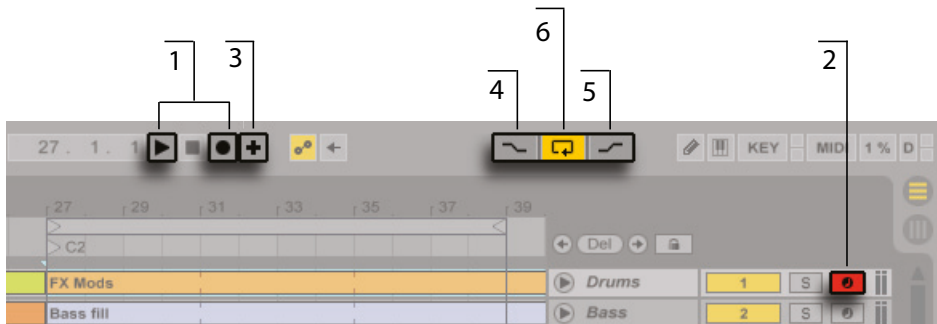 6
1 3 2
4 5
27. 1. 1 KEY MIDI 1 % D
27 29 31 33 35 37 39
C2 Del
FX Mods Drums 1 S
Bass fill Bass 2 S